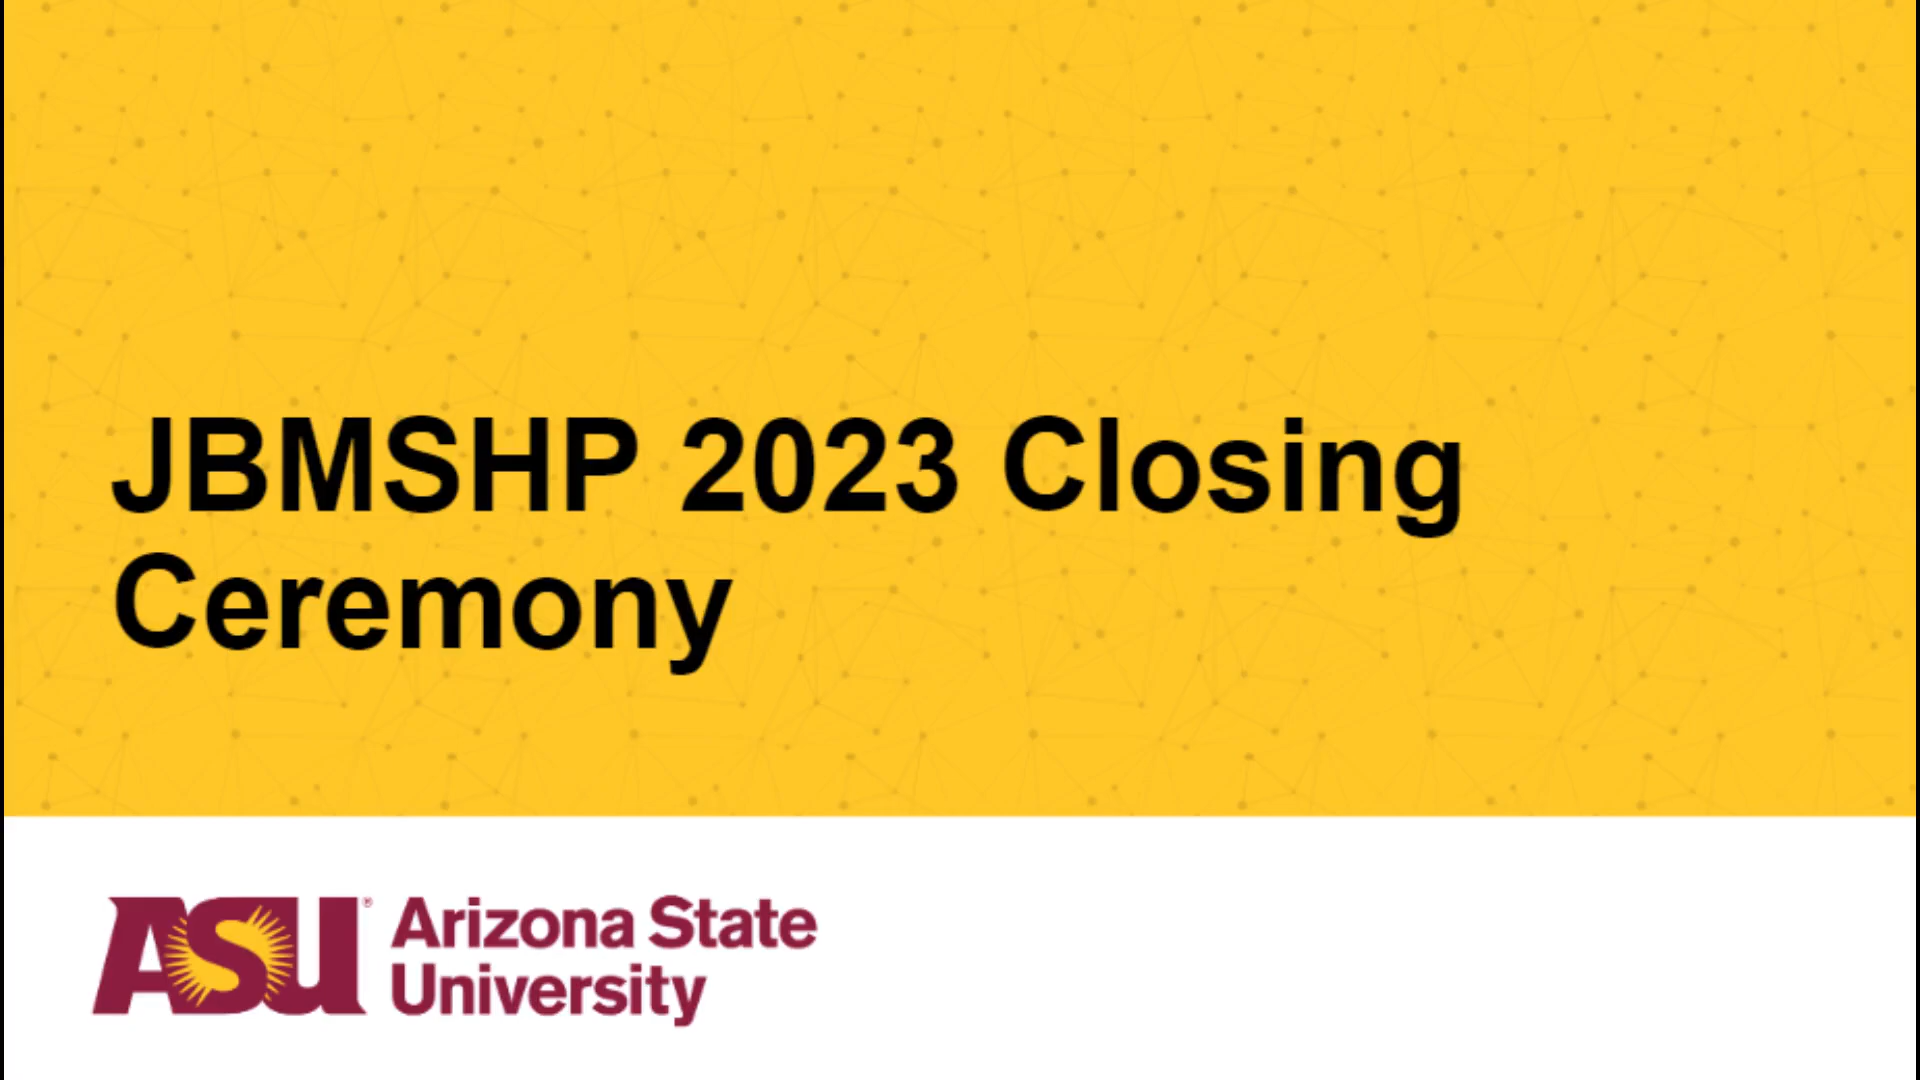 JBMSHP 2023 Closing
Ceremony
ASU®
Arizona State
University